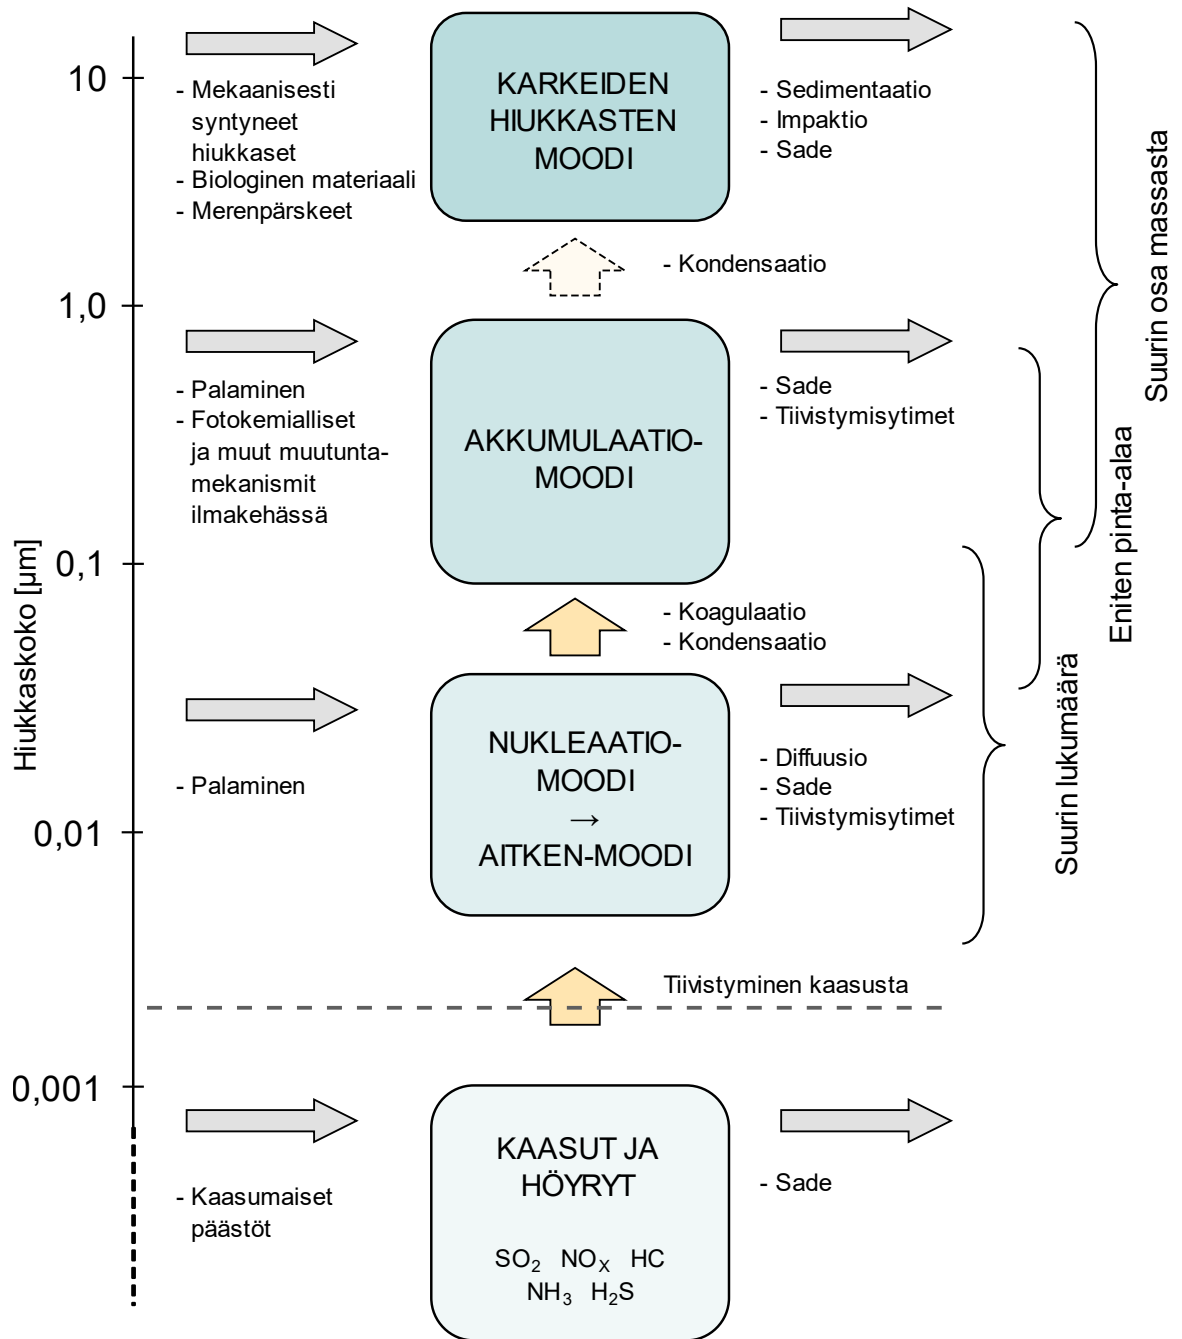 10
- Mekaanisesti
syntyneet
hiukkaset
- Biologinen materiaali
- Merenpärskeet
KARKEIDEN
HIUKKASTEN
MOODI
- Sedimentaatio
- Impaktio
- Sade
- Kondensaatio
Suurin osa massasta
1,0
- Palaminen
- Fotokemialliset
ja muut muutunta-
mekanismit
ilmakehässä
AKKUMULAATIO-
MOODI
- Sade
- Tiivistymisytimet
Eniten pinta-alaa
0,1
Hiukkaskoko [µm]
- Koagulaatio
- Kondensaatio
- Palaminen
NUKLEAATIO-
MOODI
→
AITKEN-MOODI
- Diffuusio
- Sade
- Tiivistymisytimet
Suurin lukumäärä
0,01
Tiivistyminen kaasusta
0,001
- Kaasumaiset
päästöt
KAASUT JA
HÖYRYT
SO₂ NOₓ HC
NH₃ H₂S
- Sade